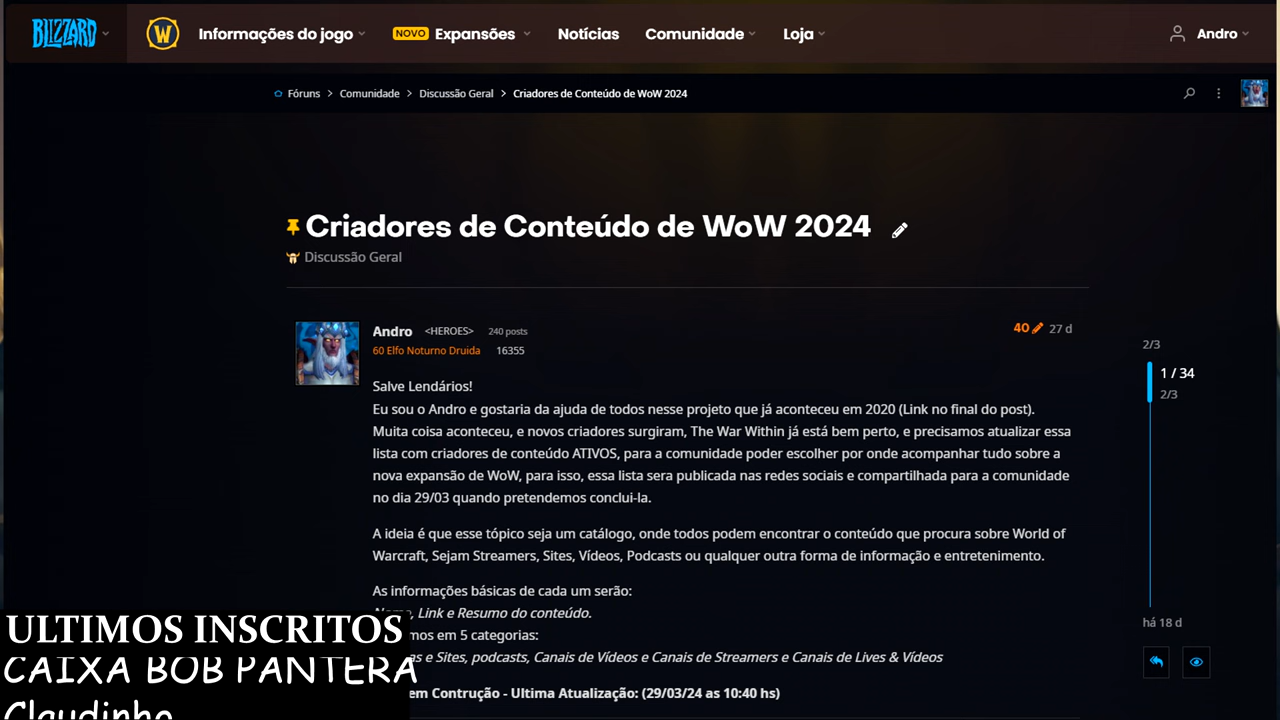 BLIZZARD
W
Informações do jogo
NOVO Expansões
Notícias
Comunidade
Loja
Andro
Fóruns > Comunidade > Discussão Geral > Criadores de Conteúdo de WoW 2024
Criadores de Conteúdo de WoW 2024
Discussão Geral
Andro <HEROES> 240 posts
40 27 d
60 Elfo Noturno Druida 16355
2/3
1 / 34
2/3
Salve Lendários!
Eu sou o Andro e gostaria da ajuda de todos nesse projeto que já aconteceu em 2020 (Link no final do post).
Muita coisa aconteceu, e novos criadores surgiram, The War Within já está bem perto, e precisamos atualizar essa
lista com criadores de conteúdo ATIVOS, para a comunidade poder escolher por onde acompanhar tudo sobre a
nova expansão de WoW, para isso, essa lista sera publicada nas redes sociais e compartilhada para a comunidade
no dia 29/03 quando pretendemos conclui-la.
A ideia é que esse tópico seja um catálogo, onde todos podem encontrar o conteúdo que procura sobre World of
Warcraft, Sejam Streamers, Sites, Vídeos, Podcasts ou qualquer outra forma de informação e entretenimento.
As informações básicas de cada um serão:
Link e Resumo do conteúdo.
em 5 categorias:
e Sites, podcasts, Canais de Vídeos e Canais de Streamers e Canais de Lives & Vídeos
em Contrução - Ultima Atualização: (29/03/24 as 10:40 hs)
há 18 d
ULTIMOS INSCRITOS
CAIXA BOB PANTERA
Claudinho